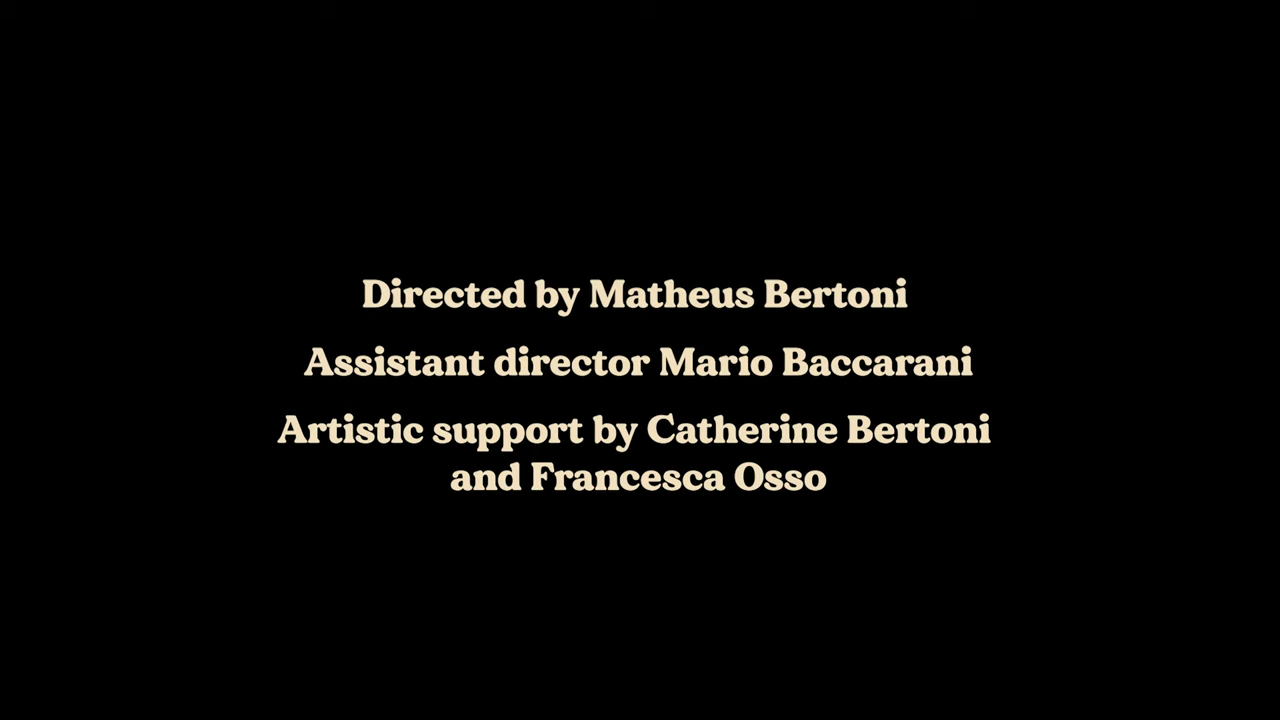 Directed by Matheus Bertoni
Assistant director Mario Baccarani
Artistic support by Catherine Bertoni
and Francesca Osso